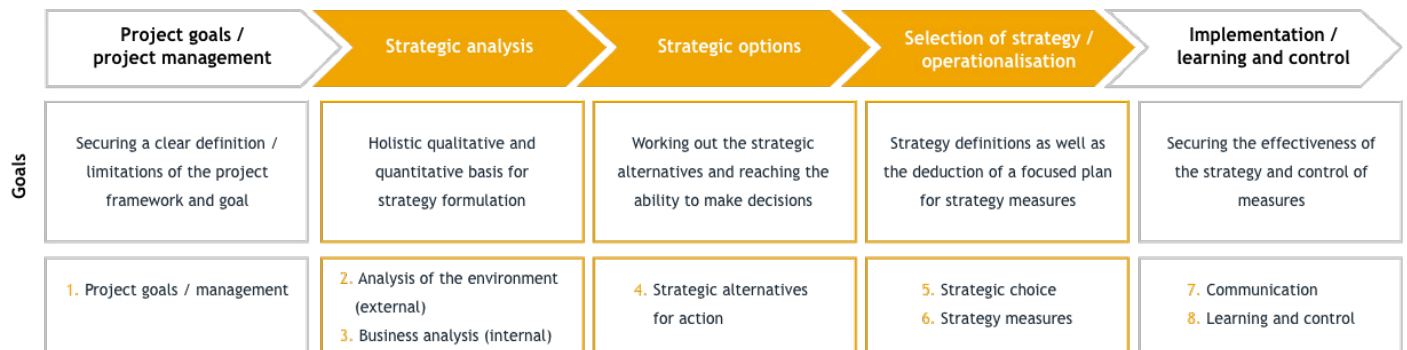 Project goals /
project management
Strategic analysis
Strategic options
Selection of strategy /
operationalisation
Implementation /
learning and control
Goals
Securing a clear definition /
limitations of the project
framework and goal
Holistic qualitative and
quantitative basis for
strategy formulation
Working out the strategic
alternatives and reaching the
ability to make decisions
Strategy definitions as well as
the deduction of a focused plan
for strategy measures
Securing the effectiveness of
the strategy and control of
measures
1. Project goals / management
2. Analysis of the environment
(external)
3. Business analysis (internal)
4. Strategic alternatives
for action
5. Strategic choice
6. Strategy measures
7. Communication
8. Learning and control